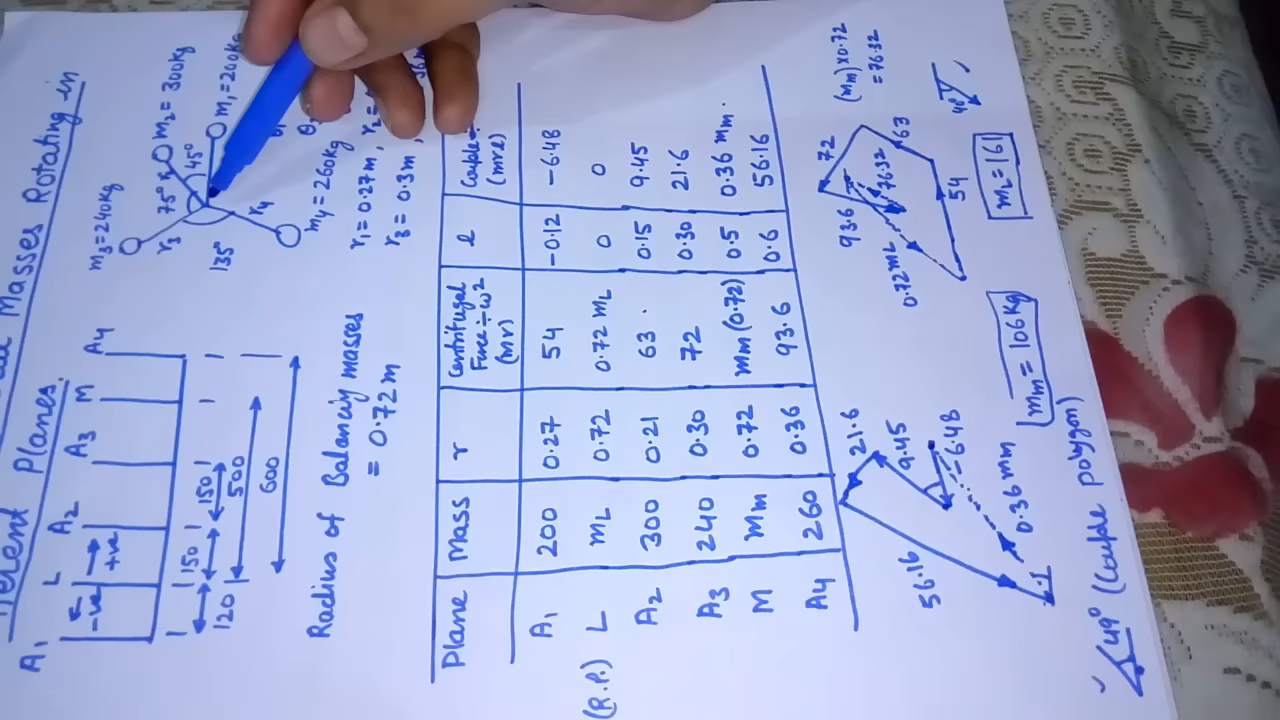 Different Masses Rotating in
Planes.
A1 L A2 A3 M A4
-ve +ve
120 150 150
500
600
m3 = 240kg
m2 = 300kg
m1 = 200kg
m4 = 260kg
r3
r4
75°
45°
135°
r1 = 0.27m, r2 =
r3 = 0.3m,
Radius of Balancing masses
= 0.72 m
Plane Mass r Centrifugal Force ÷ ω² (mr) l Couple ÷ (mrl)
A1 200 0.27 54 -0.12 -6.48
(R.P.) L mL 0.72 0.72 mL 0 0
A2 300 0.21 63 0.15 9.45
A3 240 0.30 72 0.30 21.6
M Mm 0.72 mm (0.72) 0.5 0.36 mm.
A4 260 0.36 93.6 0.6 56.16
56.16
21.6
9.45
6.48
0.36 mm
mm = 106 kg
49° (Couple polygon)
93.6
72
76.32
63
54
0.72 mL
(mm) x 0.72
= 76.32
40°
mL = 161